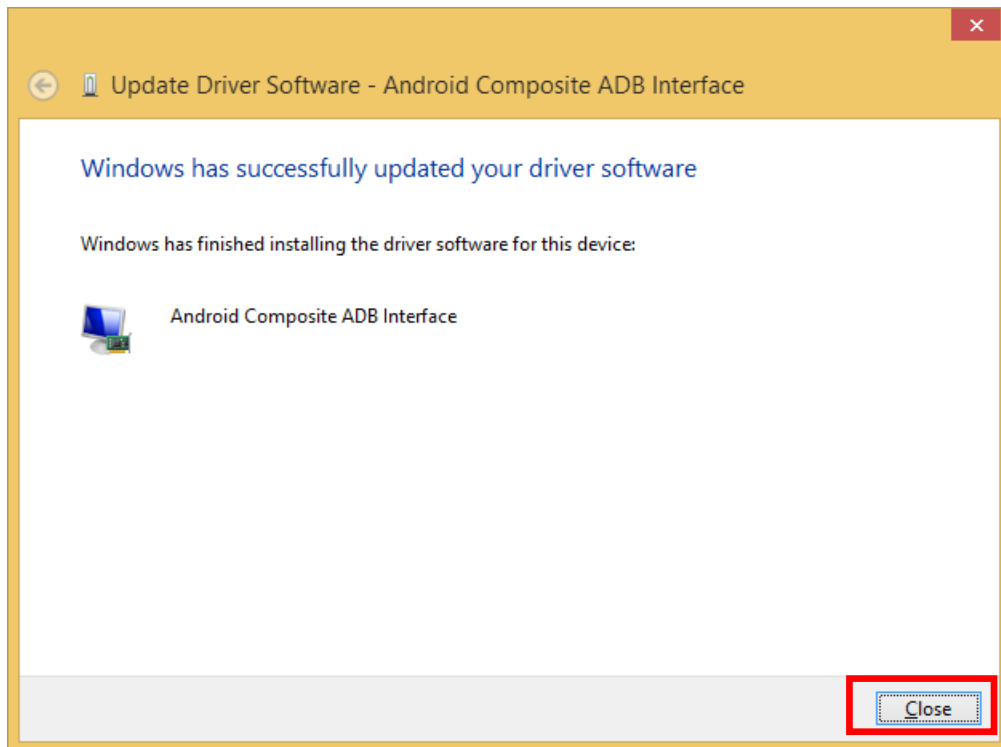 Update Driver Software - Android Composite ADB Interface
Windows has successfully updated your driver software
Windows has finished installing the driver software for this device:
Android Composite ADB Interface
Close